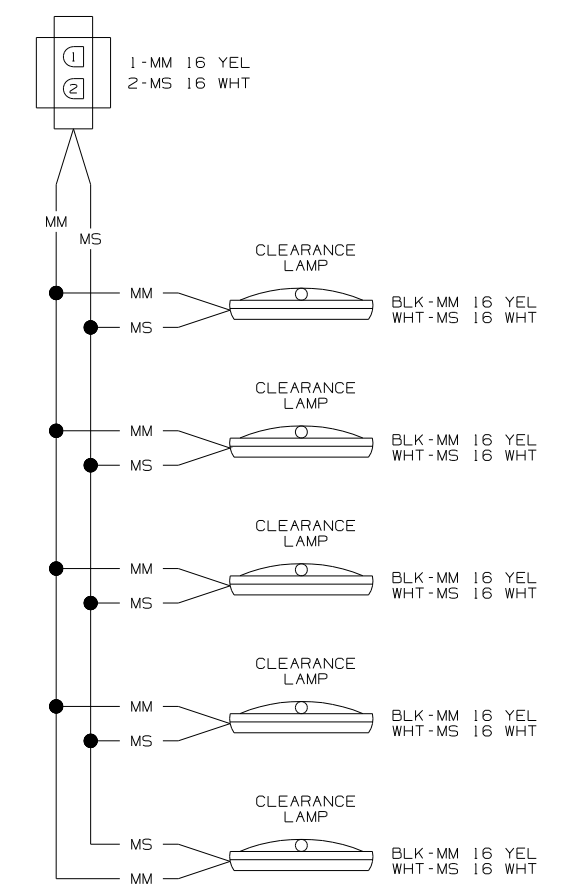 1
2
1-MM 16 YEL
2-MS 16 WHT
MM
MS
CLEARANCE
LAMP
MM
MS
BLK-MM 16 YEL
WHT-MS 16 WHT
CLEARANCE
LAMP
MM
MS
BLK-MM 16 YEL
WHT-MS 16 WHT
CLEARANCE
LAMP
MM
MS
BLK-MM 16 YEL
WHT-MS 16 WHT
CLEARANCE
LAMP
MM
MS
BLK-MM 16 YEL
WHT-MS 16 WHT
CLEARANCE
LAMP
MS
MM
BLK-MM 16 YEL
WHT-MS 16 WHT